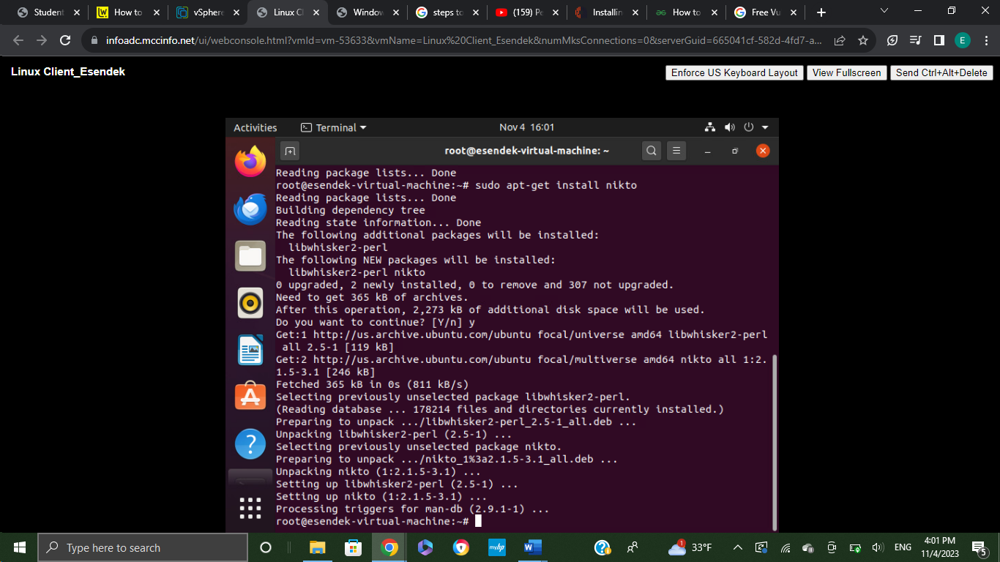 Student
How to
vSphere
Linux Cl
Window
steps to
(159) Pe
Installin
How to
Free Vu
infoadc.mccinfo.net/ui/webconsole.html?vmId=vm-53633&vmName=Linux%20Client_Esendek&numMksConnections=0&serverGuid=665041cf-582d-4fd7-a...
E
Linux Client_Esendek
Enforce US Keyboard Layout
View Fullscreen
Send Ctrl+Alt+Delete
Activities
Terminal
Nov 4 16:01
root@esendek-virtual-machine: ~
Reading package lists... Done
root@esendek-virtual-machine:~# sudo apt-get install nikto
Reading package lists... Done
Building dependency tree
Reading state information... Done
The following additional packages will be installed:
libwhisker2-perl
The following NEW packages will be installed:
libwhisker2-perl nikto
0 upgraded, 2 newly installed, 0 to remove and 307 not upgraded.
Need to get 365 kB of archives.
After this operation, 2,273 kB of additional disk space will be used.
Do you want to continue? [Y/n] y
Get:1 http://us.archive.ubuntu.com/ubuntu focal/universe amd64 libwhisker2-perl
all 2.5-1 [119 kB]
Get:2 http://us.archive.ubuntu.com/ubuntu focal/multiverse amd64 nikto all 1:2.
1.5-3.1 [246 kB]
Fetched 365 kB in 0s (811 kB/s)
Selecting previously unselected package libwhisker2-perl.
(Reading database ... 178214 files and directories currently installed.)
Preparing to unpack .../libwhisker2-perl_2.5-1_all.deb ...
Unpacking libwhisker2-perl (2.5-1) ...
Selecting previously unselected package nikto.
Preparing to unpack .../nikto_1%3a2.1.5-3.1_all.deb ...
Unpacking nikto (1:2.1.5-3.1) ...
Setting up libwhisker2-perl (2.5-1) ...
Setting up nikto (1:2.1.5-3.1) ...
Processing triggers for man-db (2.9.1-1) ...
root@esendek-virtual-machine:~#
Type here to search
myhp
1
33°F
ENG
4:01 PM
11/4/2023
5